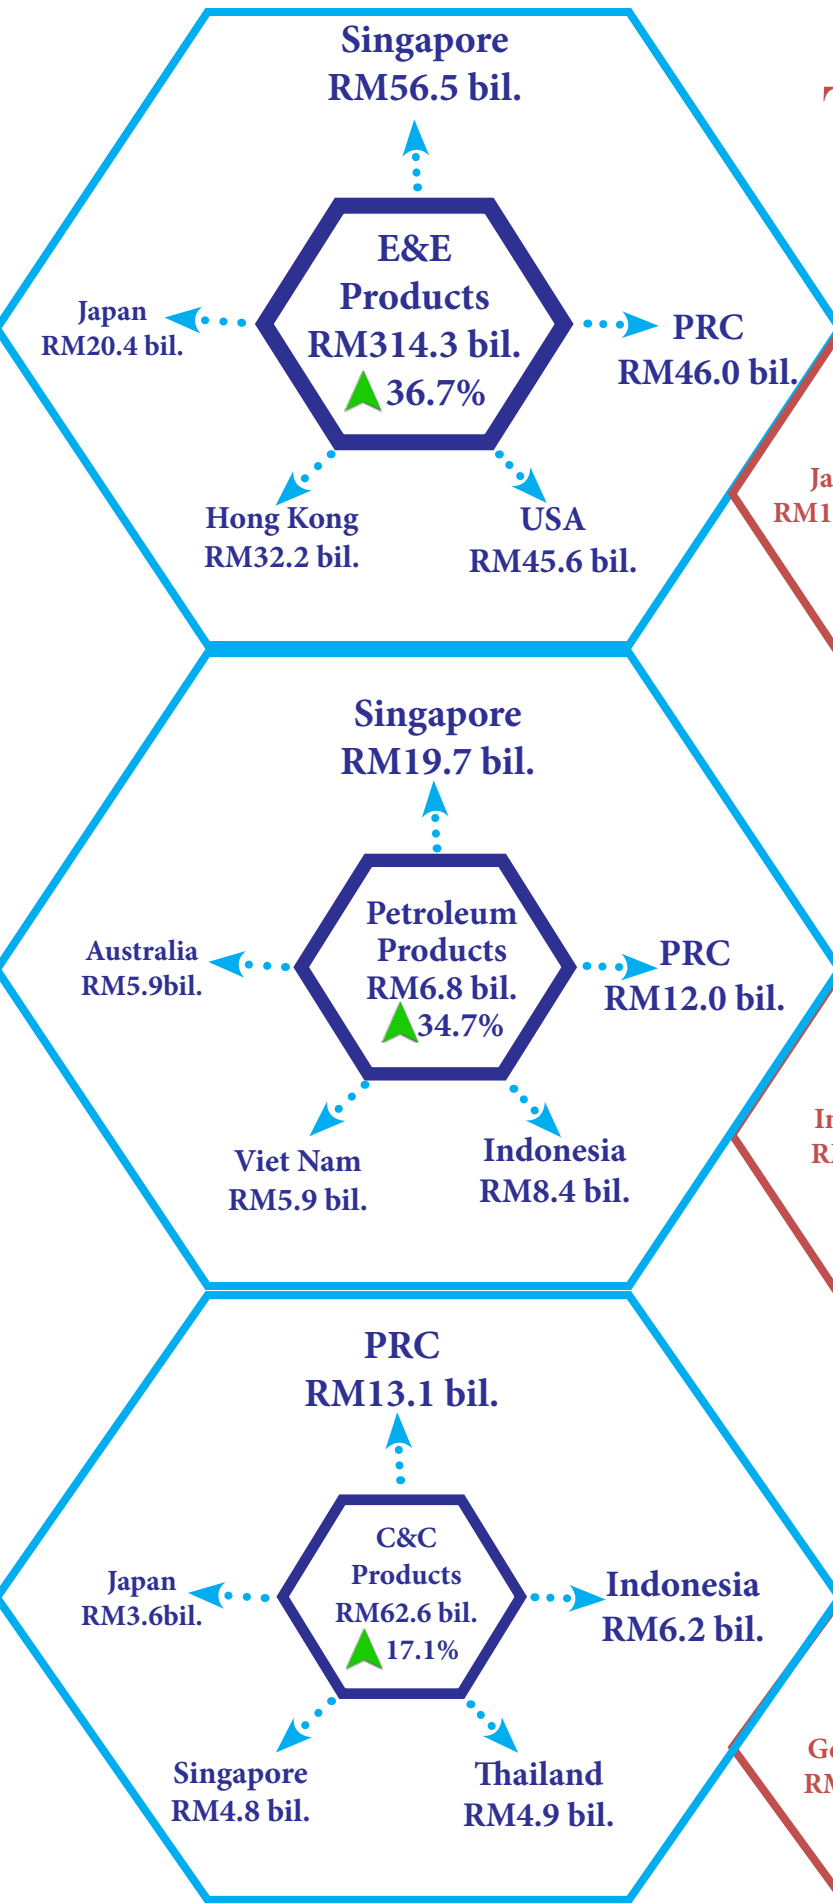 Singapore
RM56.5 bil.
E&E
Products
RM314.3 bil.
36.7%
Japan
RM20.4 bil.
PRC
RM46.0 bil.
Hong Kong
RM32.2 bil.
USA
RM45.6 bil.
Singapore
RM19.7 bil.
Petroleum
Products
RM6.8 bil.
34.7%
Australia
RM5.9bil.
PRC
RM12.0 bil.
Viet Nam
RM5.9 bil.
Indonesia
RM8.4 bil.
PRC
RM13.1 bil.
C&C
Products
RM62.6 bil.
17.1%
Japan
RM3.6bil.
Indonesia
RM6.2 bil.
Singapore
RM4.8 bil.
Thailand
RM4.9 bil.